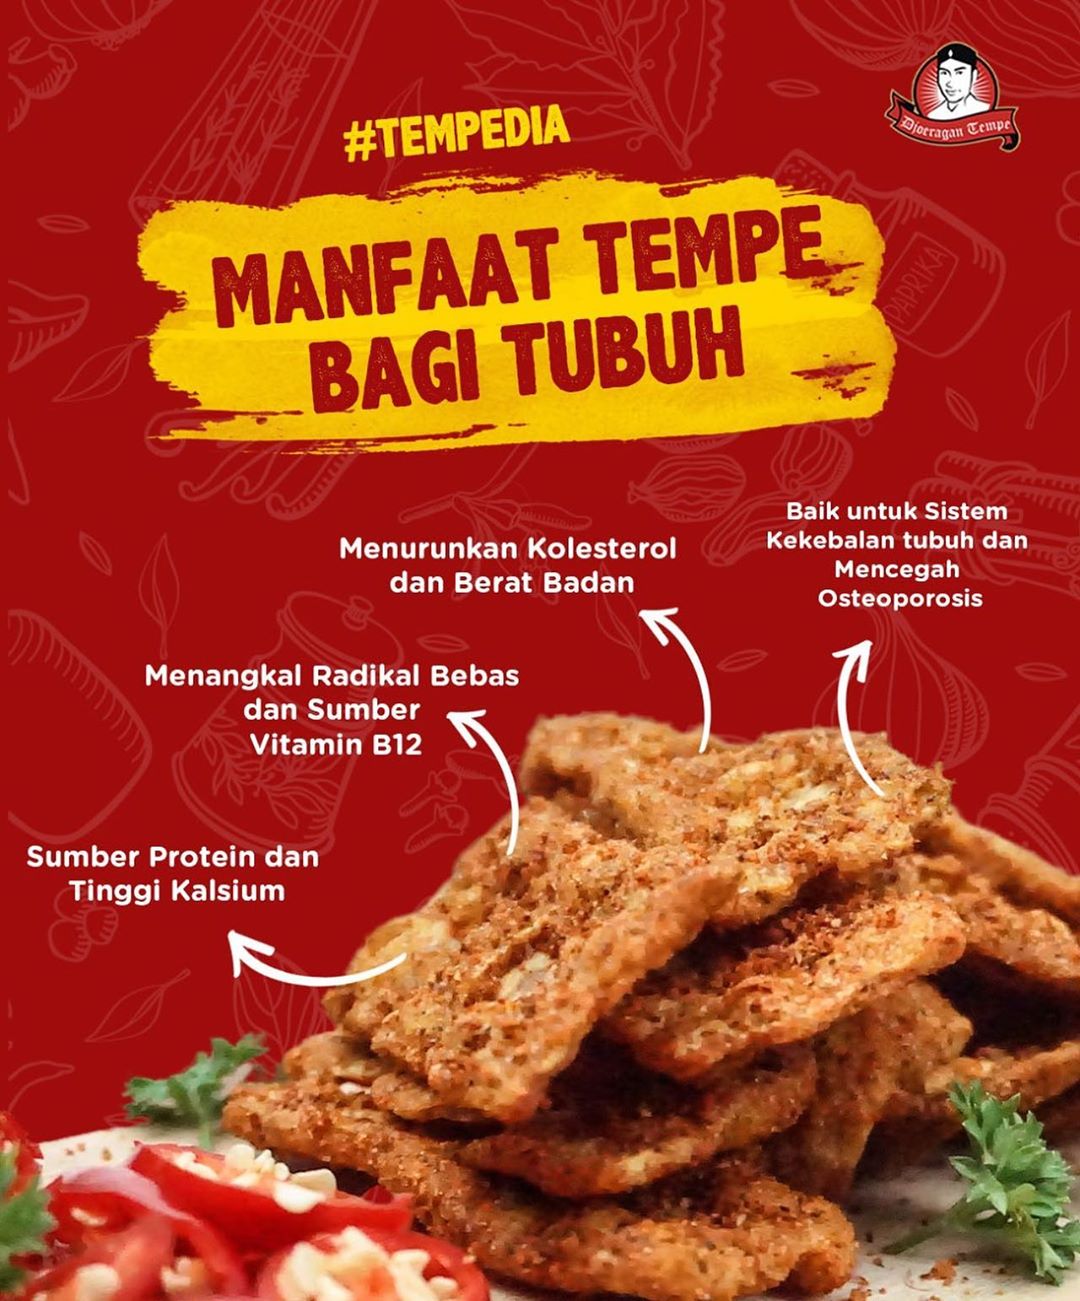 Djoeragan Tempe
#TEMPEDIA
MANFAAT TEMPE
BAGI TUBUH
Baik untuk Sistem
Kekebalan tubuh dan
Mencegah
Osteoporosis
Menurunkan Kolesterol
dan Berat Badan
Menangkal Radikal Bebas
dan Sumber
Vitamin B12
Sumber Protein dan
Tinggi Kalsium
PAPRIKA